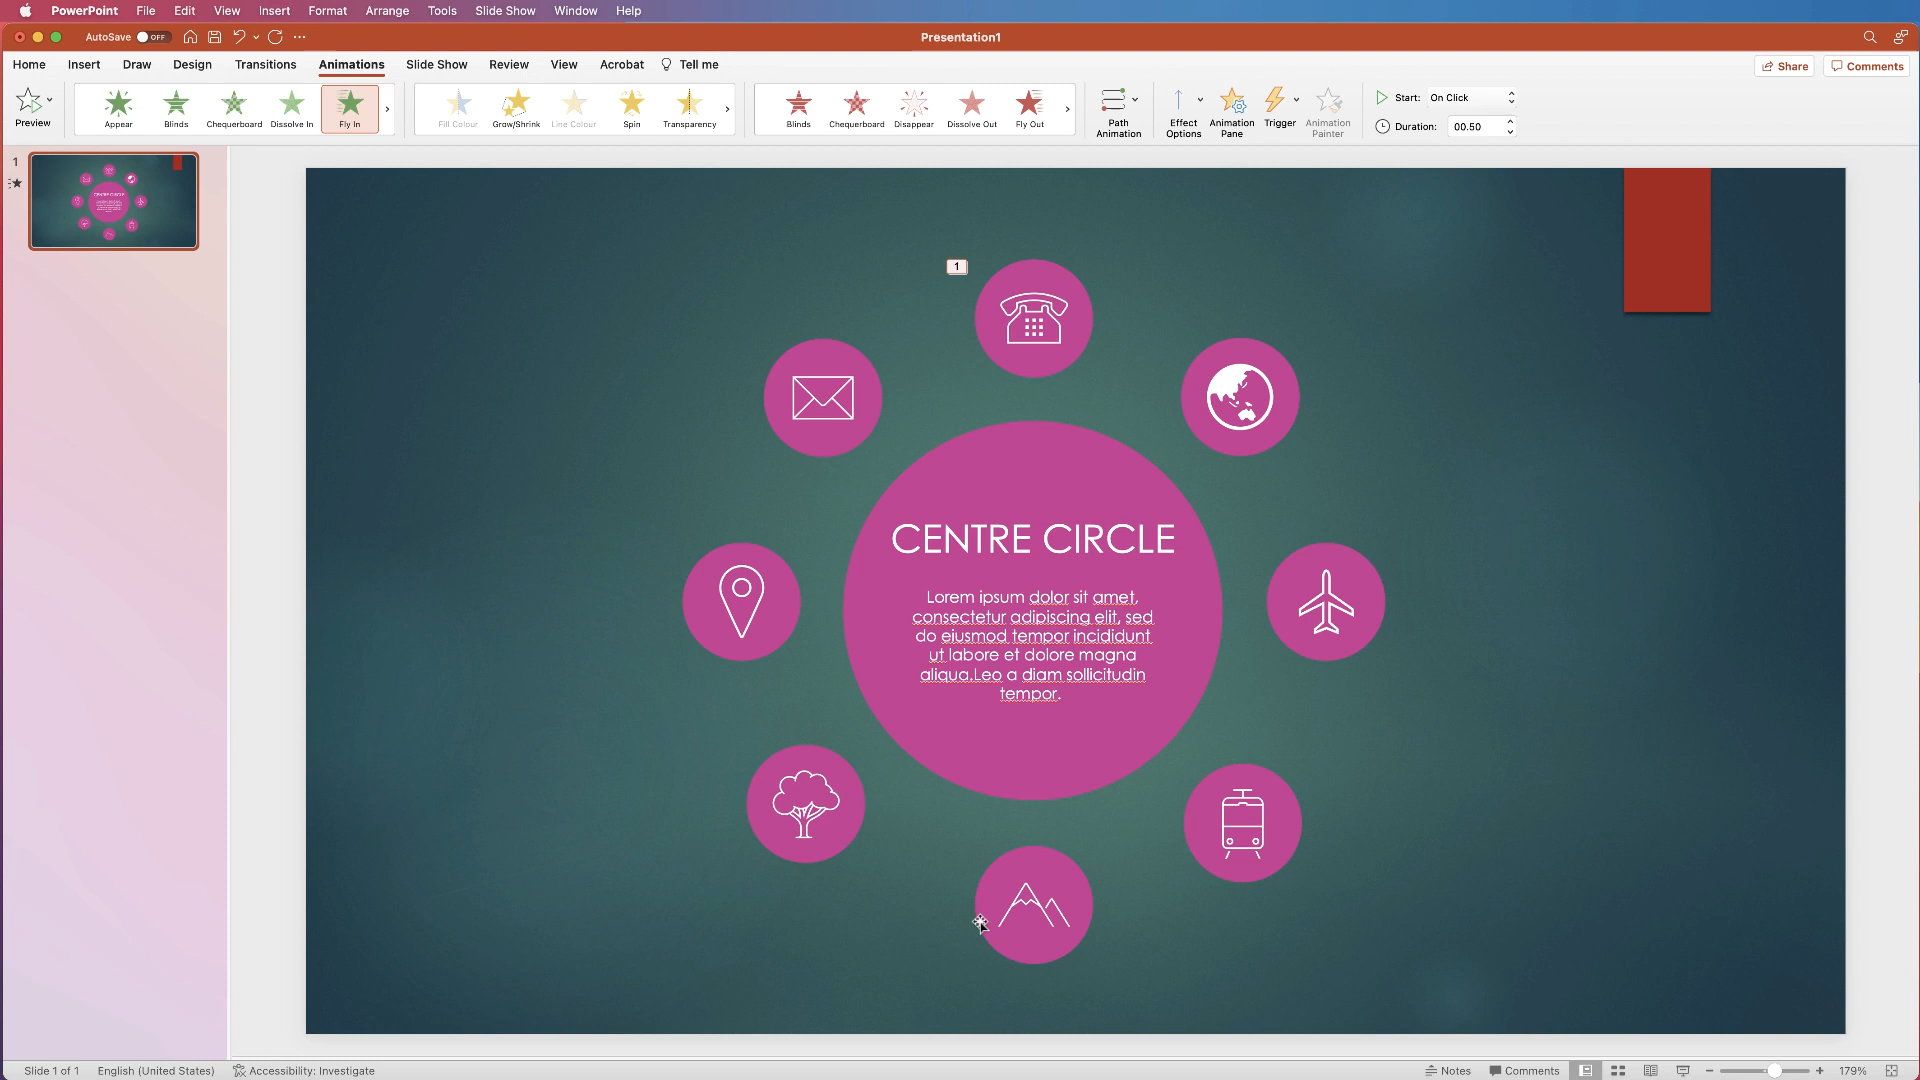 PowerPoint File Edit View Insert Format Arrange Tools Slide Show Window Help
AutoSave OFF
Presentation1
Home Insert Draw Design Transitions Animations Slide Show Review View Acrobat Tell me
Share Comments
Preview
Appear Blinds Chequerboard Dissolve In Fly In
Fill Colour Grow/Shrink Line Colour Spin Transparency
Blinds Chequerboard Disappear Dissolve Out Fly Out
Path Animation
Effect Options
Animation Pane
Trigger
Animation Painter
Start: On Click
Duration: 00.50
1
1
CENTRE CIRCLE
Lorem ipsum dolor sit amet,
consectetur adipiscing elit, sed
do eiusmod tempor incididunt
ut labore et dolore magna
aliqua.Leo a diam sollicitudin
tempor.
Slide 1 of 1 English (United States) Accessibility: Investigate
Notes Comments 179%